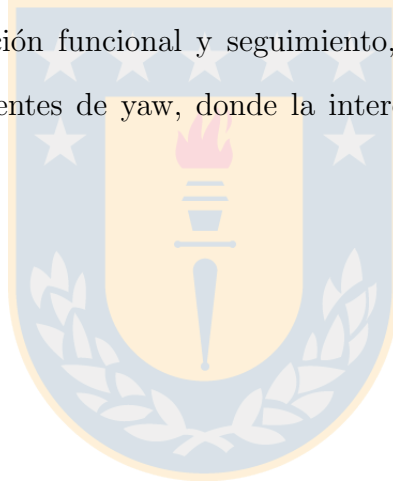 ción funcional y seguimiento,
entes de yaw, donde la inter